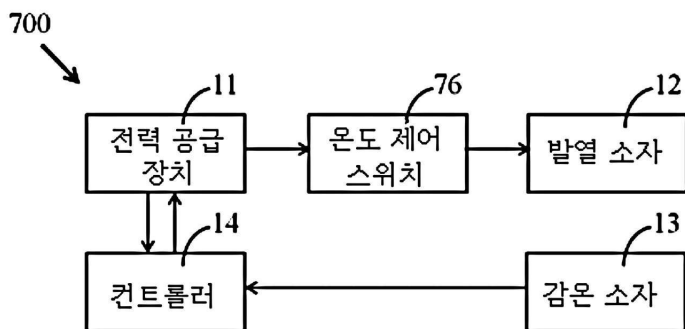 700
11
76
12
전력 공급
장치
온도 제어
스위치
발열 소자
14
13
컨트롤러
감온 소자